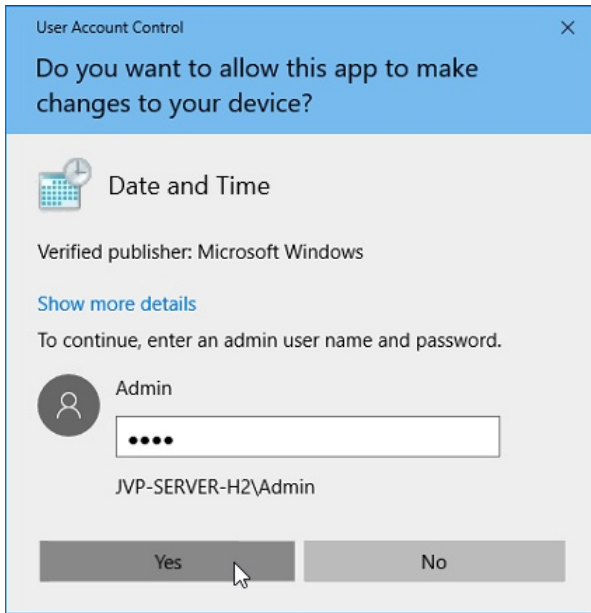 User Account Control
Do you want to allow this app to make
changes to your device?
Date and Time
Verified publisher: Microsoft Windows
Show more details
To continue, enter an admin user name and password.
Admin
••••
JVP-SERVER-H2\Admin
Yes
No